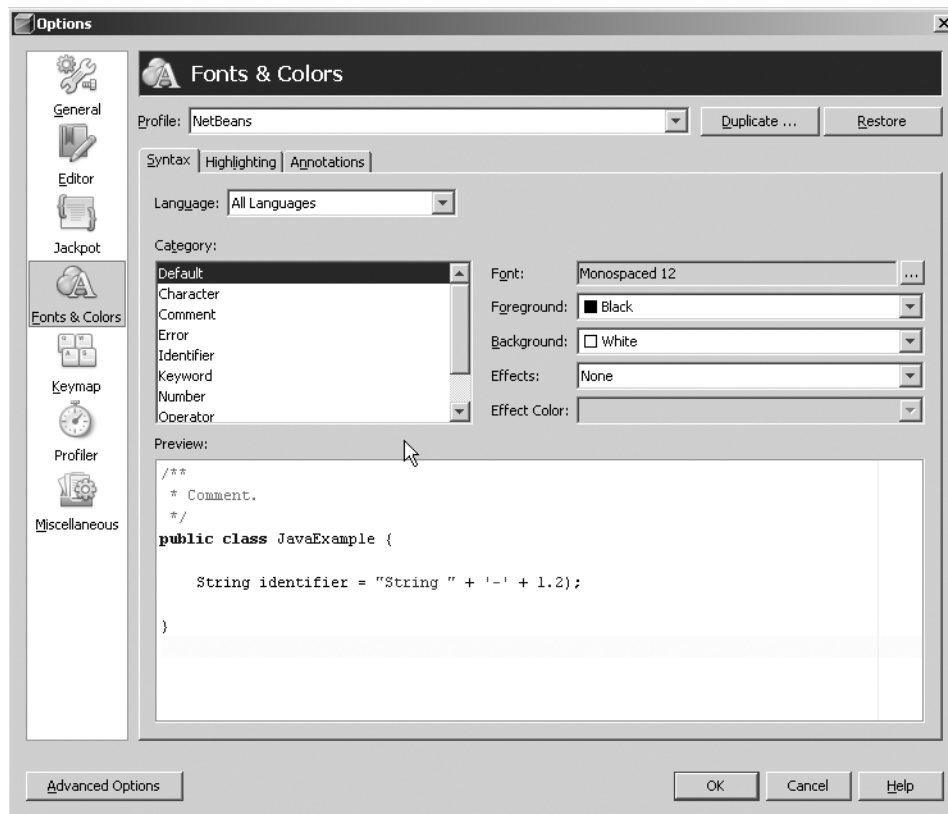 Options
General
Editor
Jackpot
Fonts & Colors
Keymap
Profiler
Miscellaneous
Fonts & Colors
Profile: NetBeans Duplicate ... Restore
Syntax Highlighting Annotations
Language: All Languages
Category:
Default
Character
Comment
Error
Identifier
Keyword
Number
Operator
Font: Monospaced 12 ...
Foreground: Black
Background: White
Effects: None
Effect Color:
Preview:
/**
* Comment.
*/
public class JavaExample {
String identifier = "String " + '-' + 1.2);
}
Advanced Options OK Cancel Help